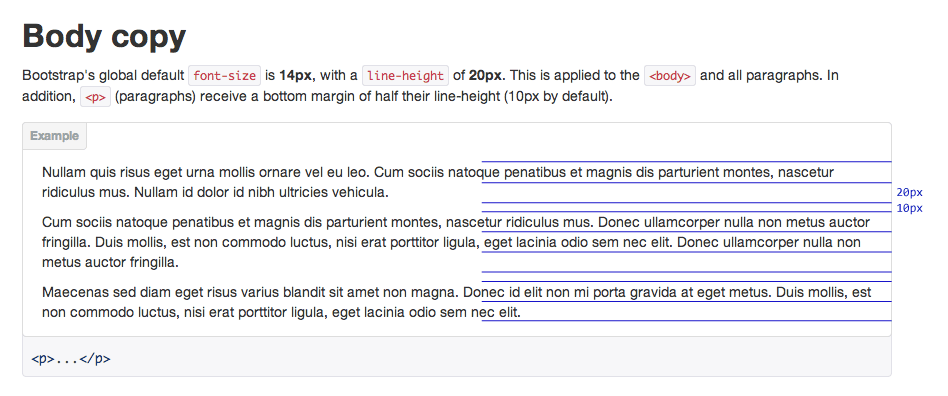 Body copy
Bootstrap's global default font-size is 14px, with a line-height of 20px. This is applied to the <body> and all paragraphs. In
addition, <p> (paragraphs) receive a bottom margin of half their line-height (10px by default).
Example
Nullam quis risus eget urna mollis ornare vel eu leo. Cum sociis natoque penatibus et magnis dis parturient montes, nascetur
ridiculus mus. Nullam id dolor id nibh ultricies vehicula.
20px
10px
Cum sociis natoque penatibus et magnis dis parturient montes, nascetur ridiculus mus. Donec ullamcorper nulla non metus auctor
fringilla. Duis mollis, est non commodo luctus, nisi erat porttitor ligula, eget lacinia odio sem nec elit. Donec ullamcorper nulla non
metus auctor fringilla.
Maecenas sed diam eget risus varius blandit sit amet non magna. Donec id elit non mi porta gravida at eget metus. Duis mollis, est
non commodo luctus, nisi erat porttitor ligula, eget lacinia odio sem nec elit.
<p>...</p>